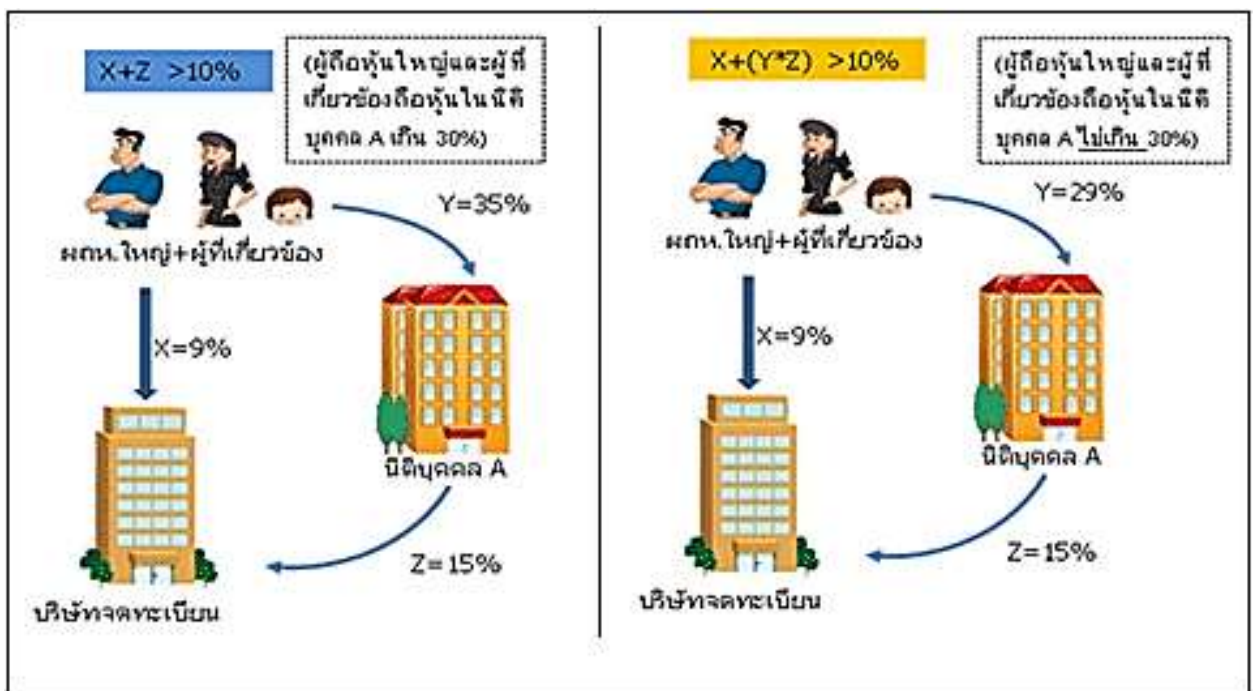 X+Z >10%
(ผู้ถือหุ้นใหญ่และผู้ที่
เกี่ยวข้องถือหุ้นในนิติ
บุคคล A เกิน 30%)
Y=35%
ผถห.ใหญ่+ผู้ที่เกี่ยวข้อง
X=9%
นิติบุคคล A
Z=15%
บริษัทจดทะเบียน
X+(Y*Z) >10%
(ผู้ถือหุ้นใหญ่และผู้ที่
เกี่ยวข้องถือหุ้นในนิติ
บุคคล A ไม่เกิน 30%)
Y=29%
ผถห.ใหญ่+ผู้ที่เกี่ยวข้อง
X=9%
นิติบุคคล A
Z=15%
บริษัทจดทะเบียน